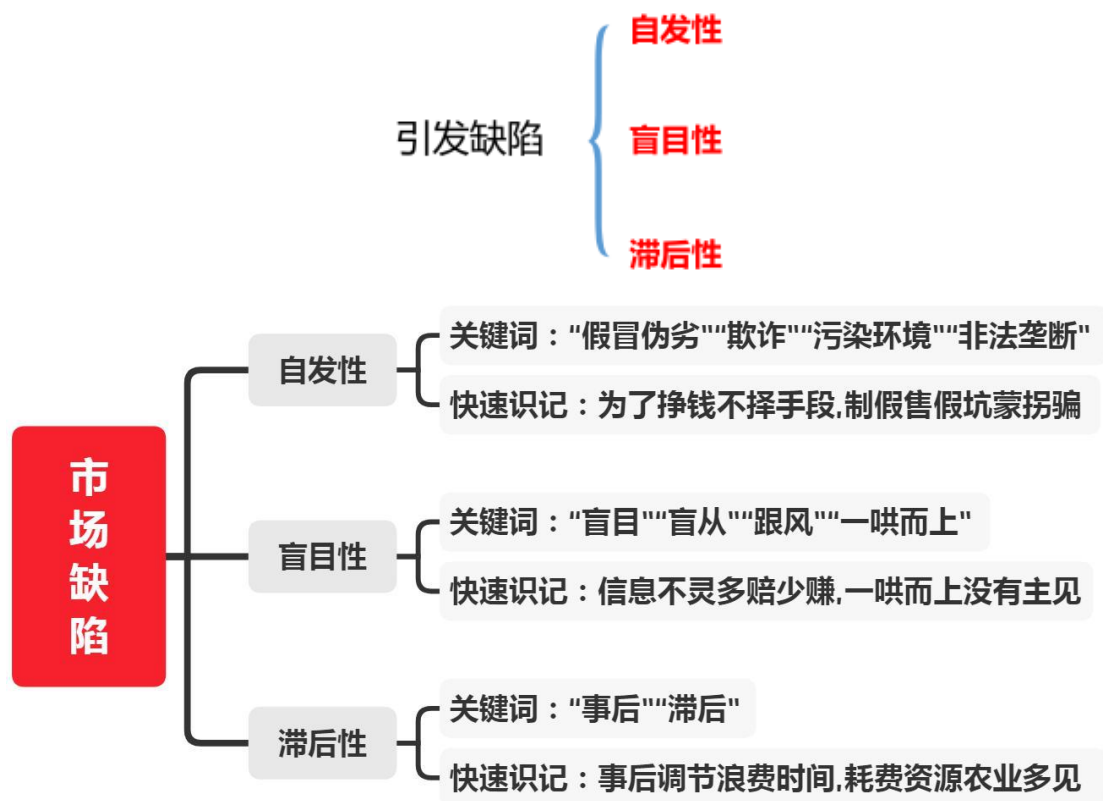 自发性
引发缺陷
盲目性
滞后性
市场缺陷
自发性
关键词：“假冒伪劣"“欺诈"“污染环境"“非法垄断"
快速识记：为了挣钱不择手段,制假售假坑蒙拐骗
盲目性
关键词：“盲目"“盲从"“跟风"“一哄而上"
快速识记：信息不灵多赔少赚,一哄而上没有主见
滞后性
关键词：“事后"“滞后"
快速识记：事后调节浪费时间,耗费资源农业多见